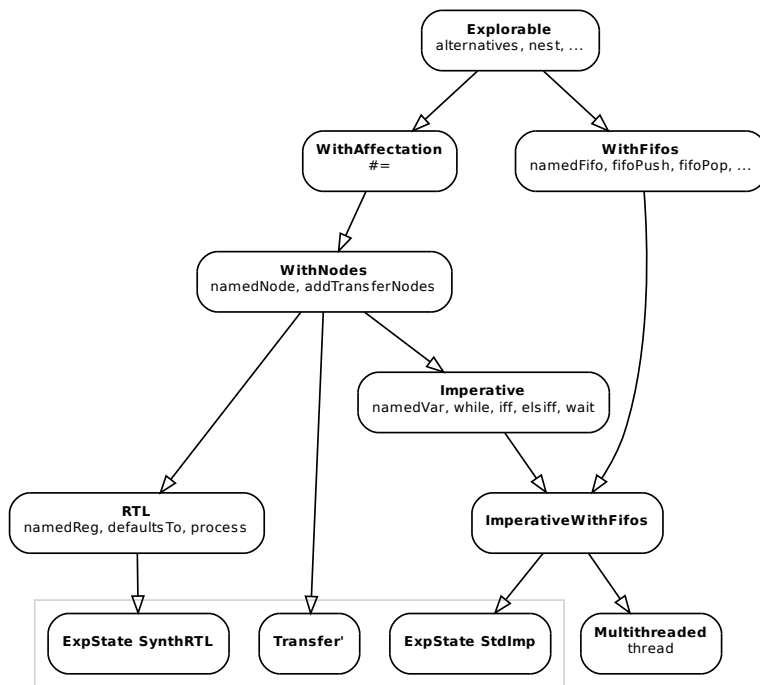 Explorable
alternatives, nest, ...
WithAffectation
#=
WithFifos
namedFifo, fifoPush, fifoPop, ...
WithNodes
namedNode, addTransferNodes
Imperative
namedVar, while, iff, elsiff, wait
RTL
namedReg, defaultsTo, process
ImperativeWithFifos
ExpState SynthRTL
Transfer'
ExpState StdImp
Multithreaded
thread